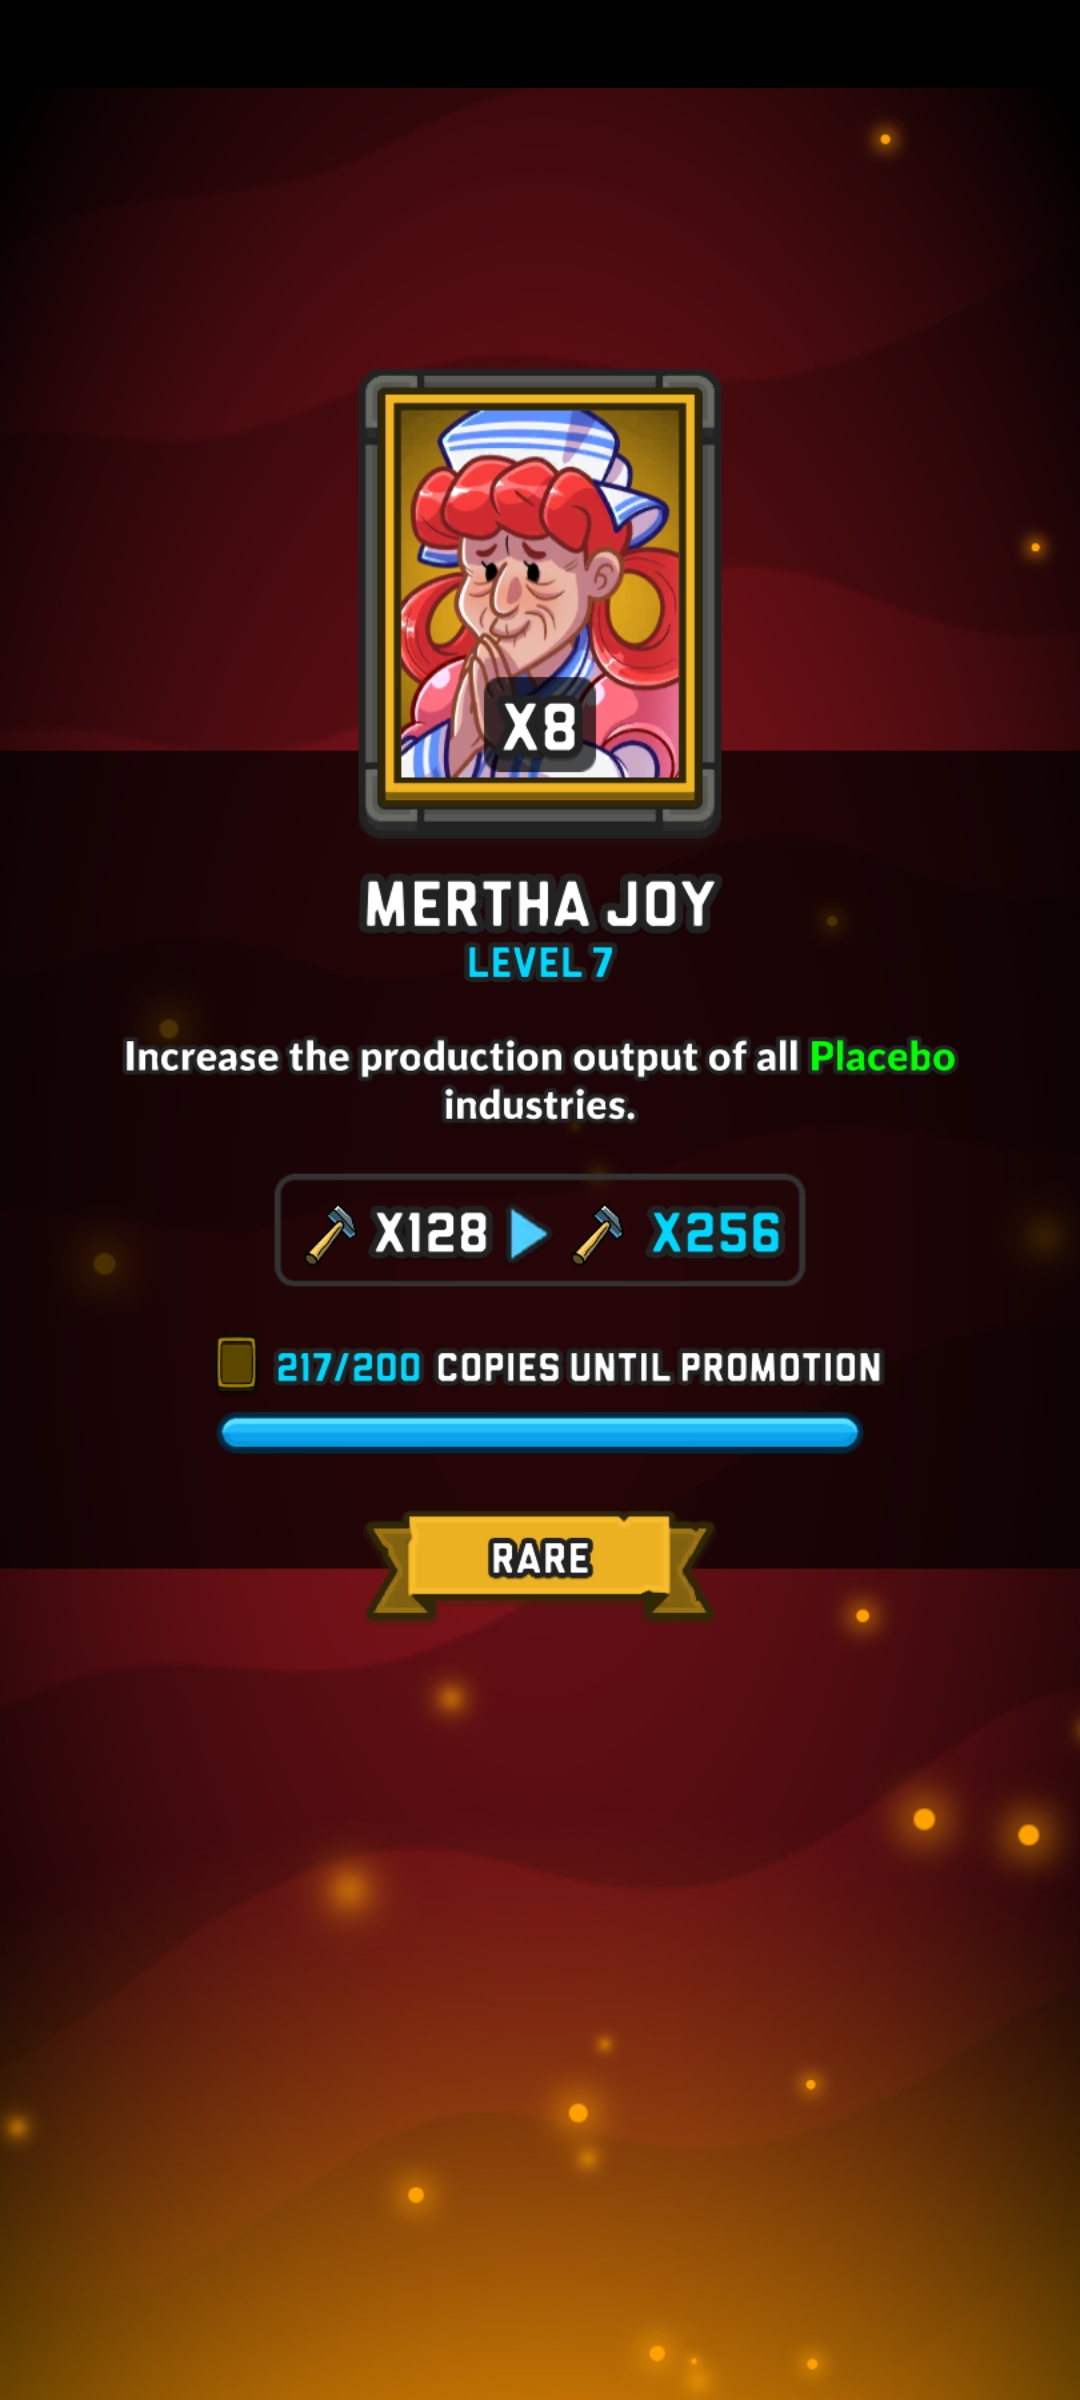 X8
MERTHA JOY
LEVEL 7
Increase the production output of all Placebo
industries.
X128 X256
217/200 COPIES UNTIL PROMOTION
RARE